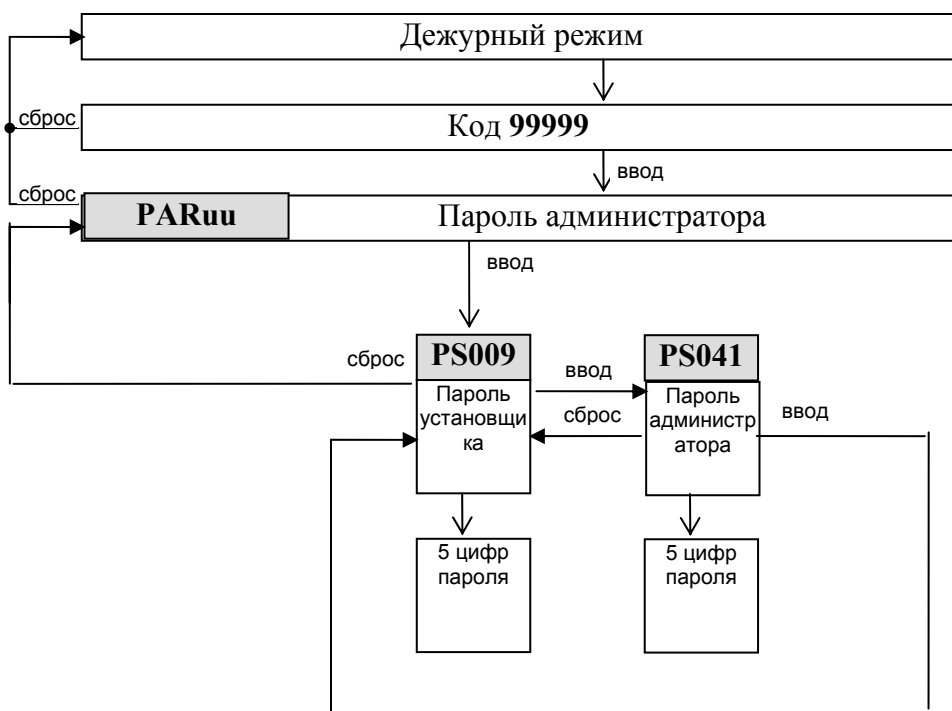 Дежурный режим
сброс
Код 99999
ввод
сброс
PARuu
Пароль администратора
ввод
сброс
PS009
ввод
PS041
Пароль
установщи
ка
сброс
Пароль
администр
атора
ввод
5 цифр
пароля
5 цифр
пароля